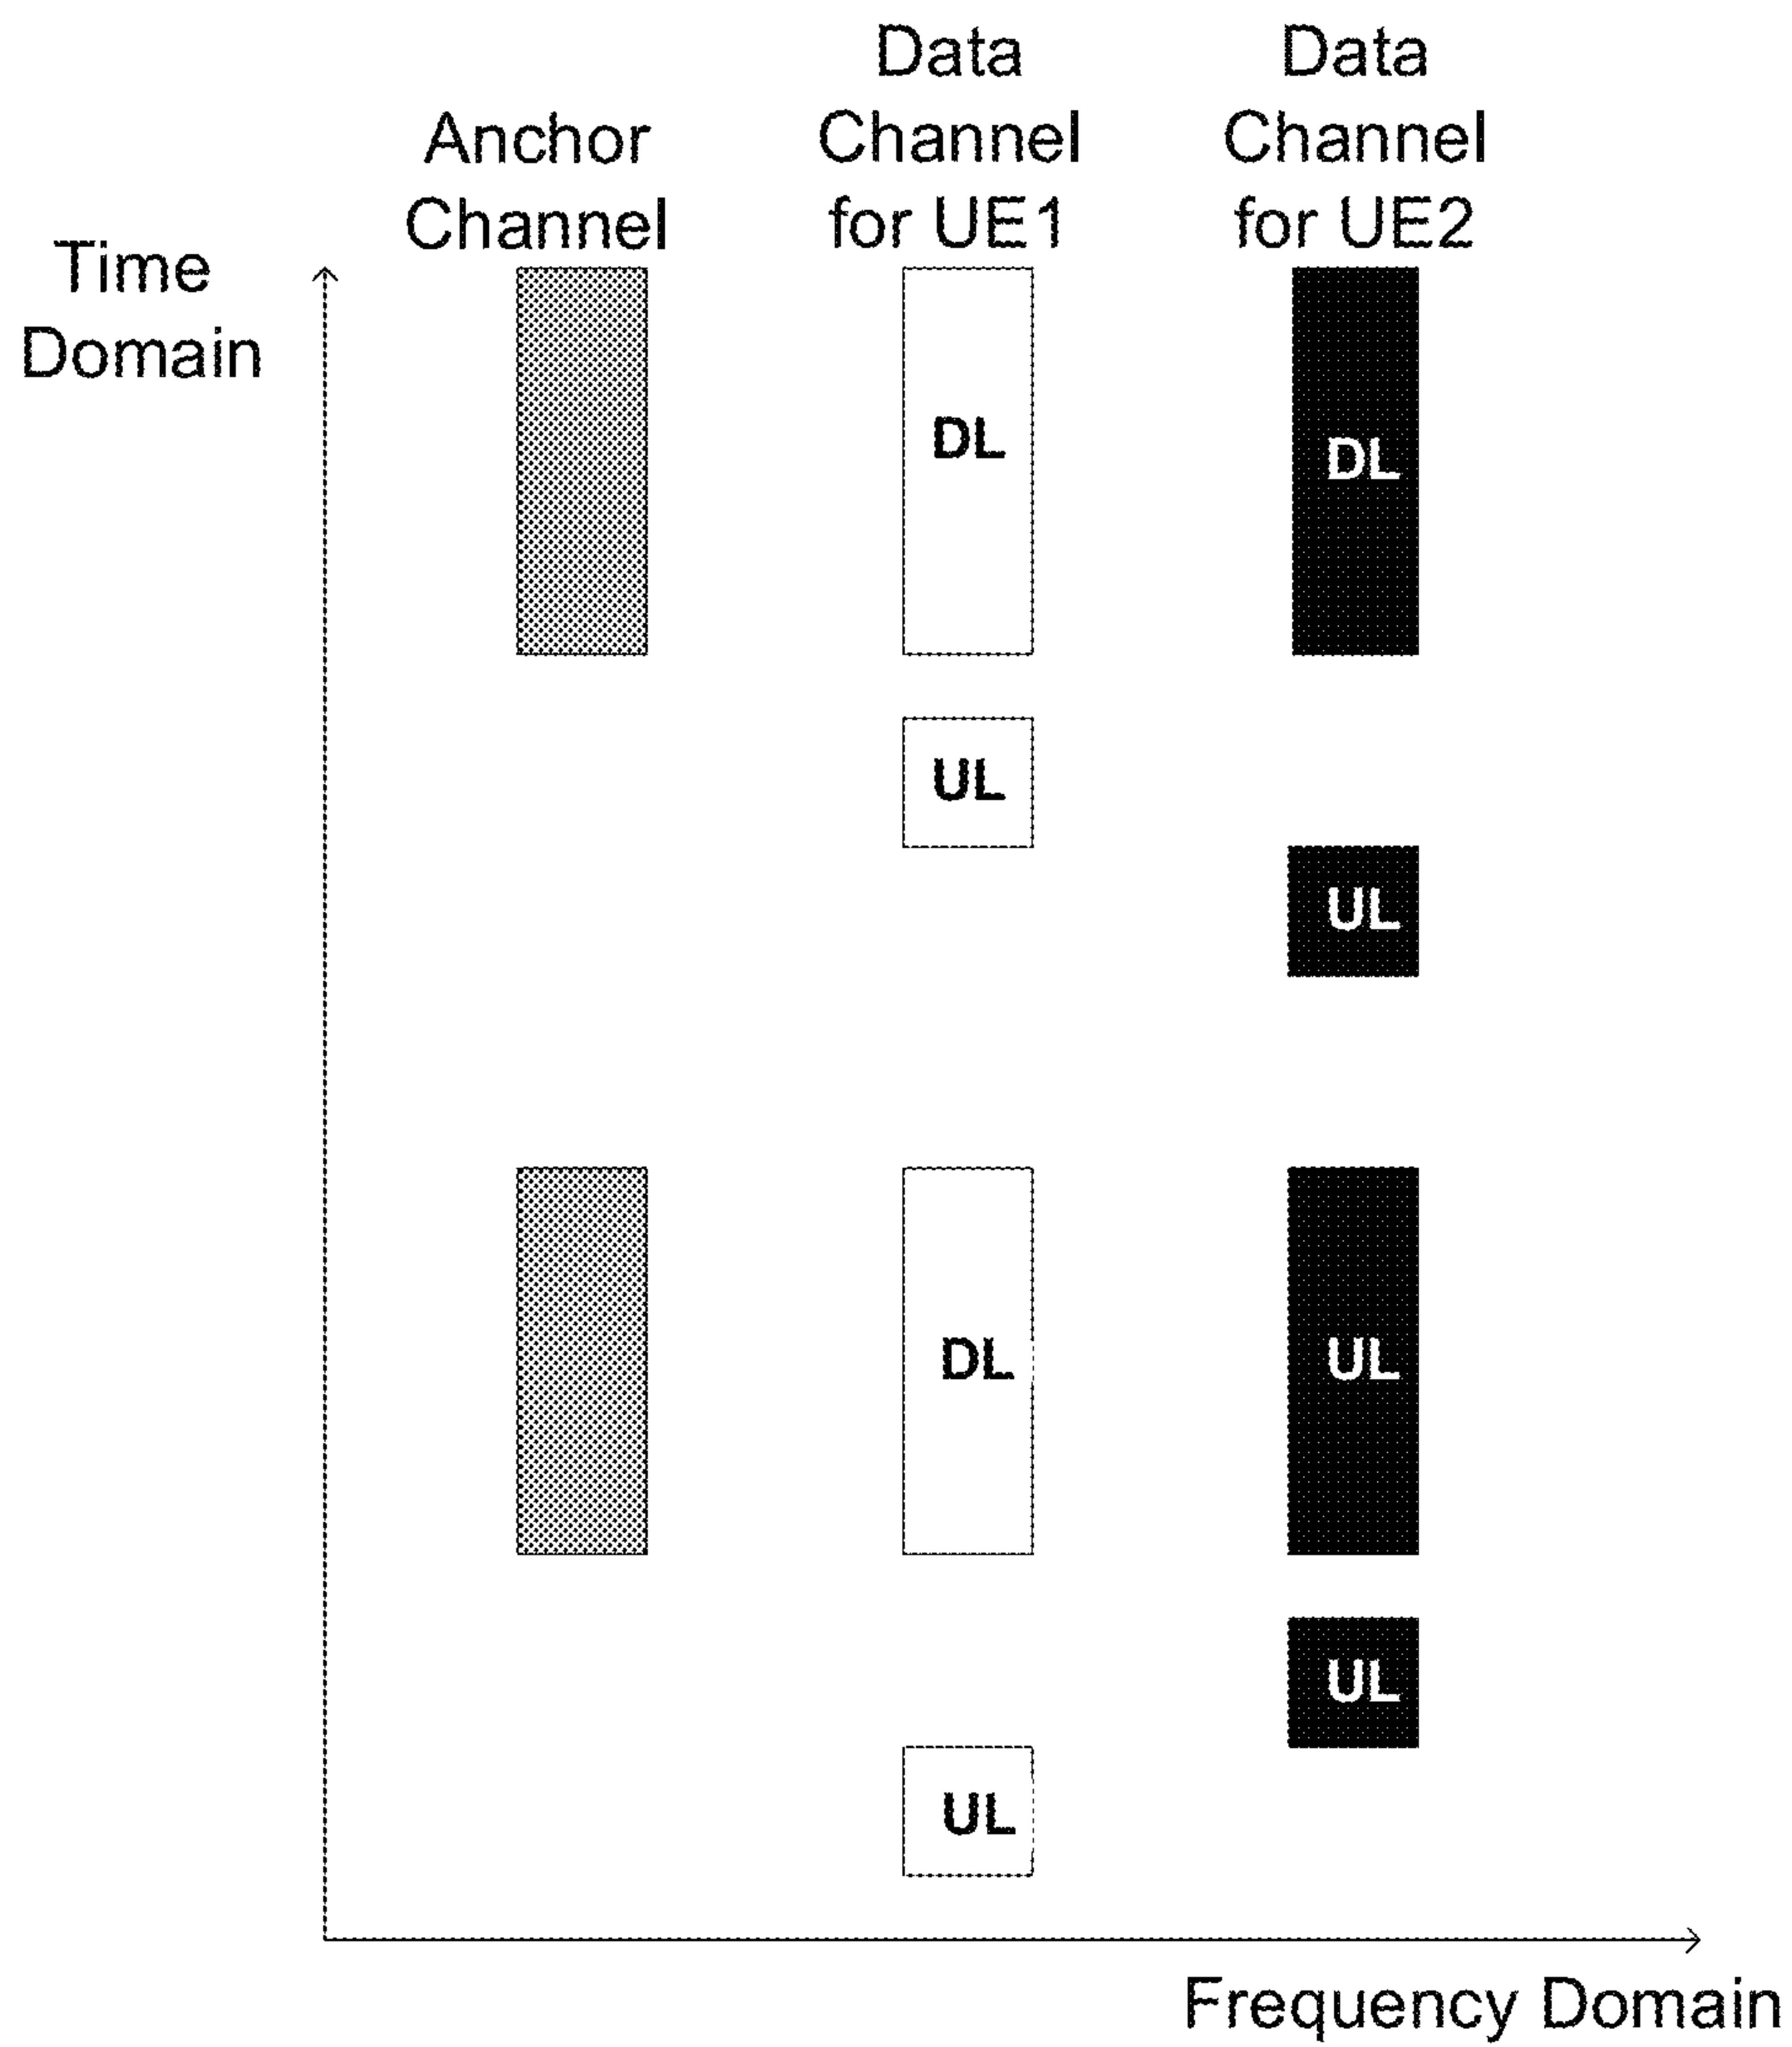 Data
Channel
for UE1
Data
Channel
for UE2
Anchor
Channel
Time
Domain
DL
DL
UL
UL
DL
UL
UL
UL
Frequency Domain